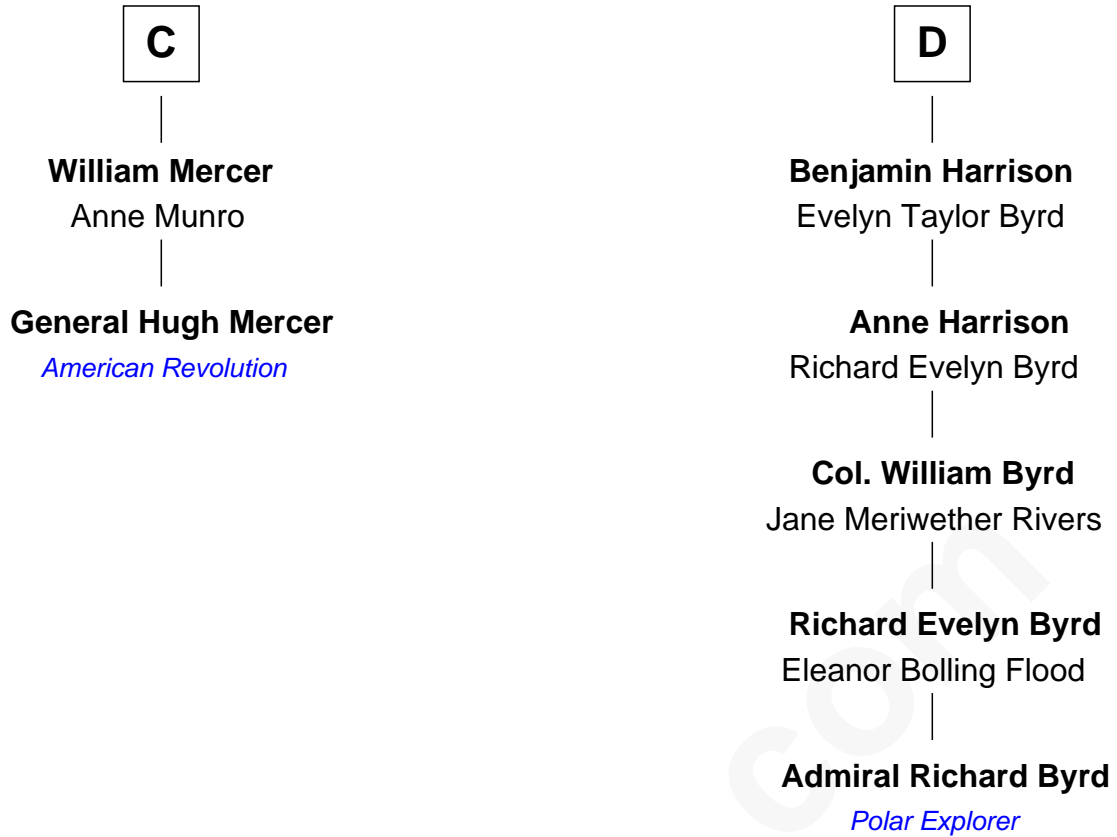 C
William Mercer
Anne Munro
General Hugh Mercer
American Revolution
D
Benjamin Harrison
Evelyn Taylor Byrd
Anne Harrison
Richard Evelyn Byrd
Col. William Byrd
Jane Meriwether Rivers
Richard Evelyn Byrd
Eleanor Bolling Flood
Admiral Richard Byrd
Polar Explorer
com